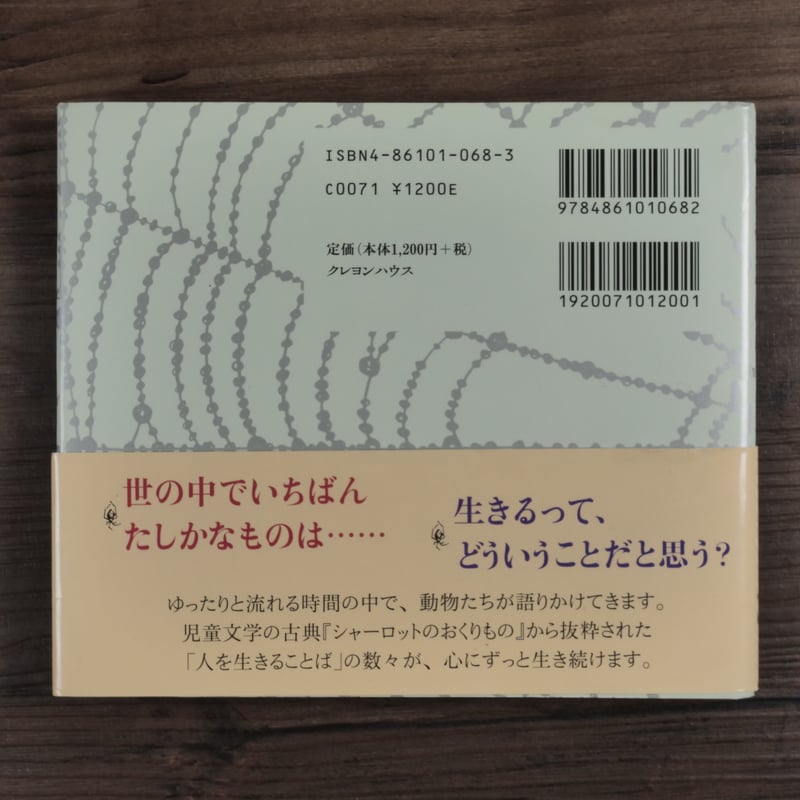 ISBN4-86101-068-3
C0071 ¥1200E
9784861010682
定価(本体1,200円+税)
クレヨンハウス
1920071012001
世の中でいちばん
たしかなものは……
生きるって、
どういうことだと思う?
ゆったりと流れる時間の中で、動物たちが語りかけてきます。
児童文学の古典『シャーロットのおくりもの』から抜粋された
「人を生きることば」の数々が、心にずっと生き続けます。